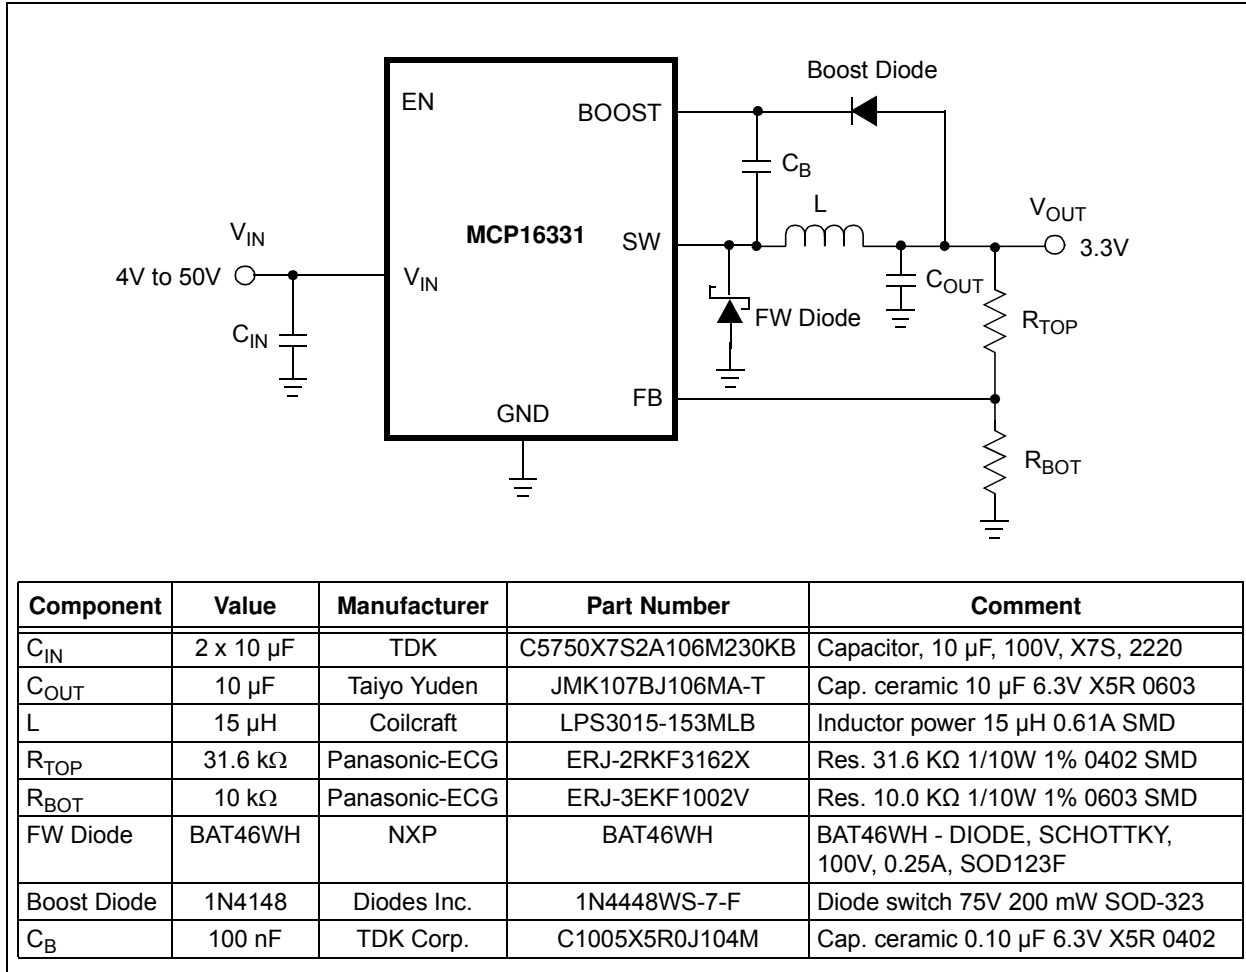 Boost Diode
EN
BOOST
C_B
L
V_OUT
V_IN
MCP16331
SW
3.3V
4V to 50V
V_IN
C_OUT
FW Diode
R_TOP
C_IN
FB
GND
R_BOT
Component Value Manufacturer Part Number Comment
C_IN 2 x 10 µF TDK C5750X7S2A106M230KB Capacitor, 10 µF, 100V, X7S, 2220
C_OUT 10 µF Taiyo Yuden JMK107BJ106MA-T Cap. ceramic 10 µF 6.3V X5R 0603
L 15 µH Coilcraft LPS3015-153MLB Inductor power 15 µH 0.61A SMD
R_TOP 31.6 kΩ Panasonic-ECG ERJ-2RKF3162X Res. 31.6 KΩ 1/10W 1% 0402 SMD
R_BOT 10 kΩ Panasonic-ECG ERJ-3EKF1002V Res. 10.0 KΩ 1/10W 1% 0603 SMD
FW Diode BAT46WH NXP BAT46WH BAT46WH - DIODE, SCHOTTKY,
100V, 0.25A, SOD123F
Boost Diode 1N4148 Diodes Inc. 1N4448WS-7-F Diode switch 75V 200 mW SOD-323
C_B 100 nF TDK Corp. C1005X5R0J104M Cap. ceramic 0.10 µF 6.3V X5R 0402